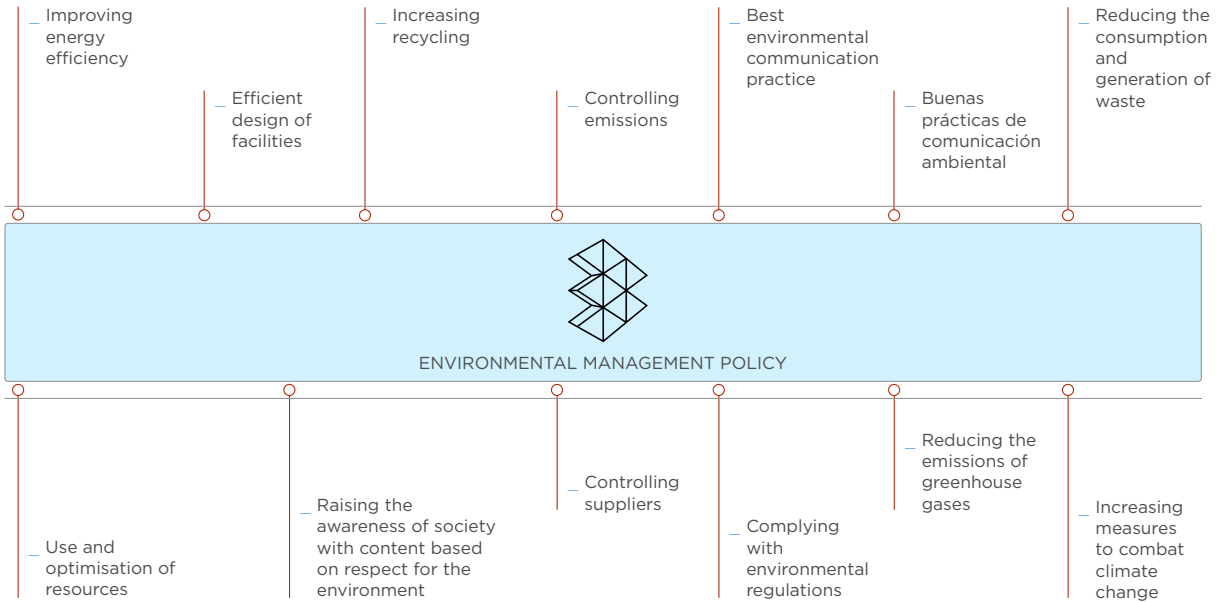 _ Improving
energy
efficiency
_ Efficient
design of
facilities
_ Increasing
recycling
_ Controlling
emissions
_ Best
environmental
communication
practice
_ Buenas
prácticas de
comunicación
ambiental
_ Reducing the
consumption
and
generation of
waste
ENVIRONMENTAL MANAGEMENT POLICY
_ Use and
optimisation of
resources
_ Raising the
awareness of society
with content based
on respect for the
environment
_ Controlling
suppliers
_ Complying
with
environmental
regulations
_ Reducing the
emissions of
greenhouse
gases
_ Increasing
measures
to combat
climate
change